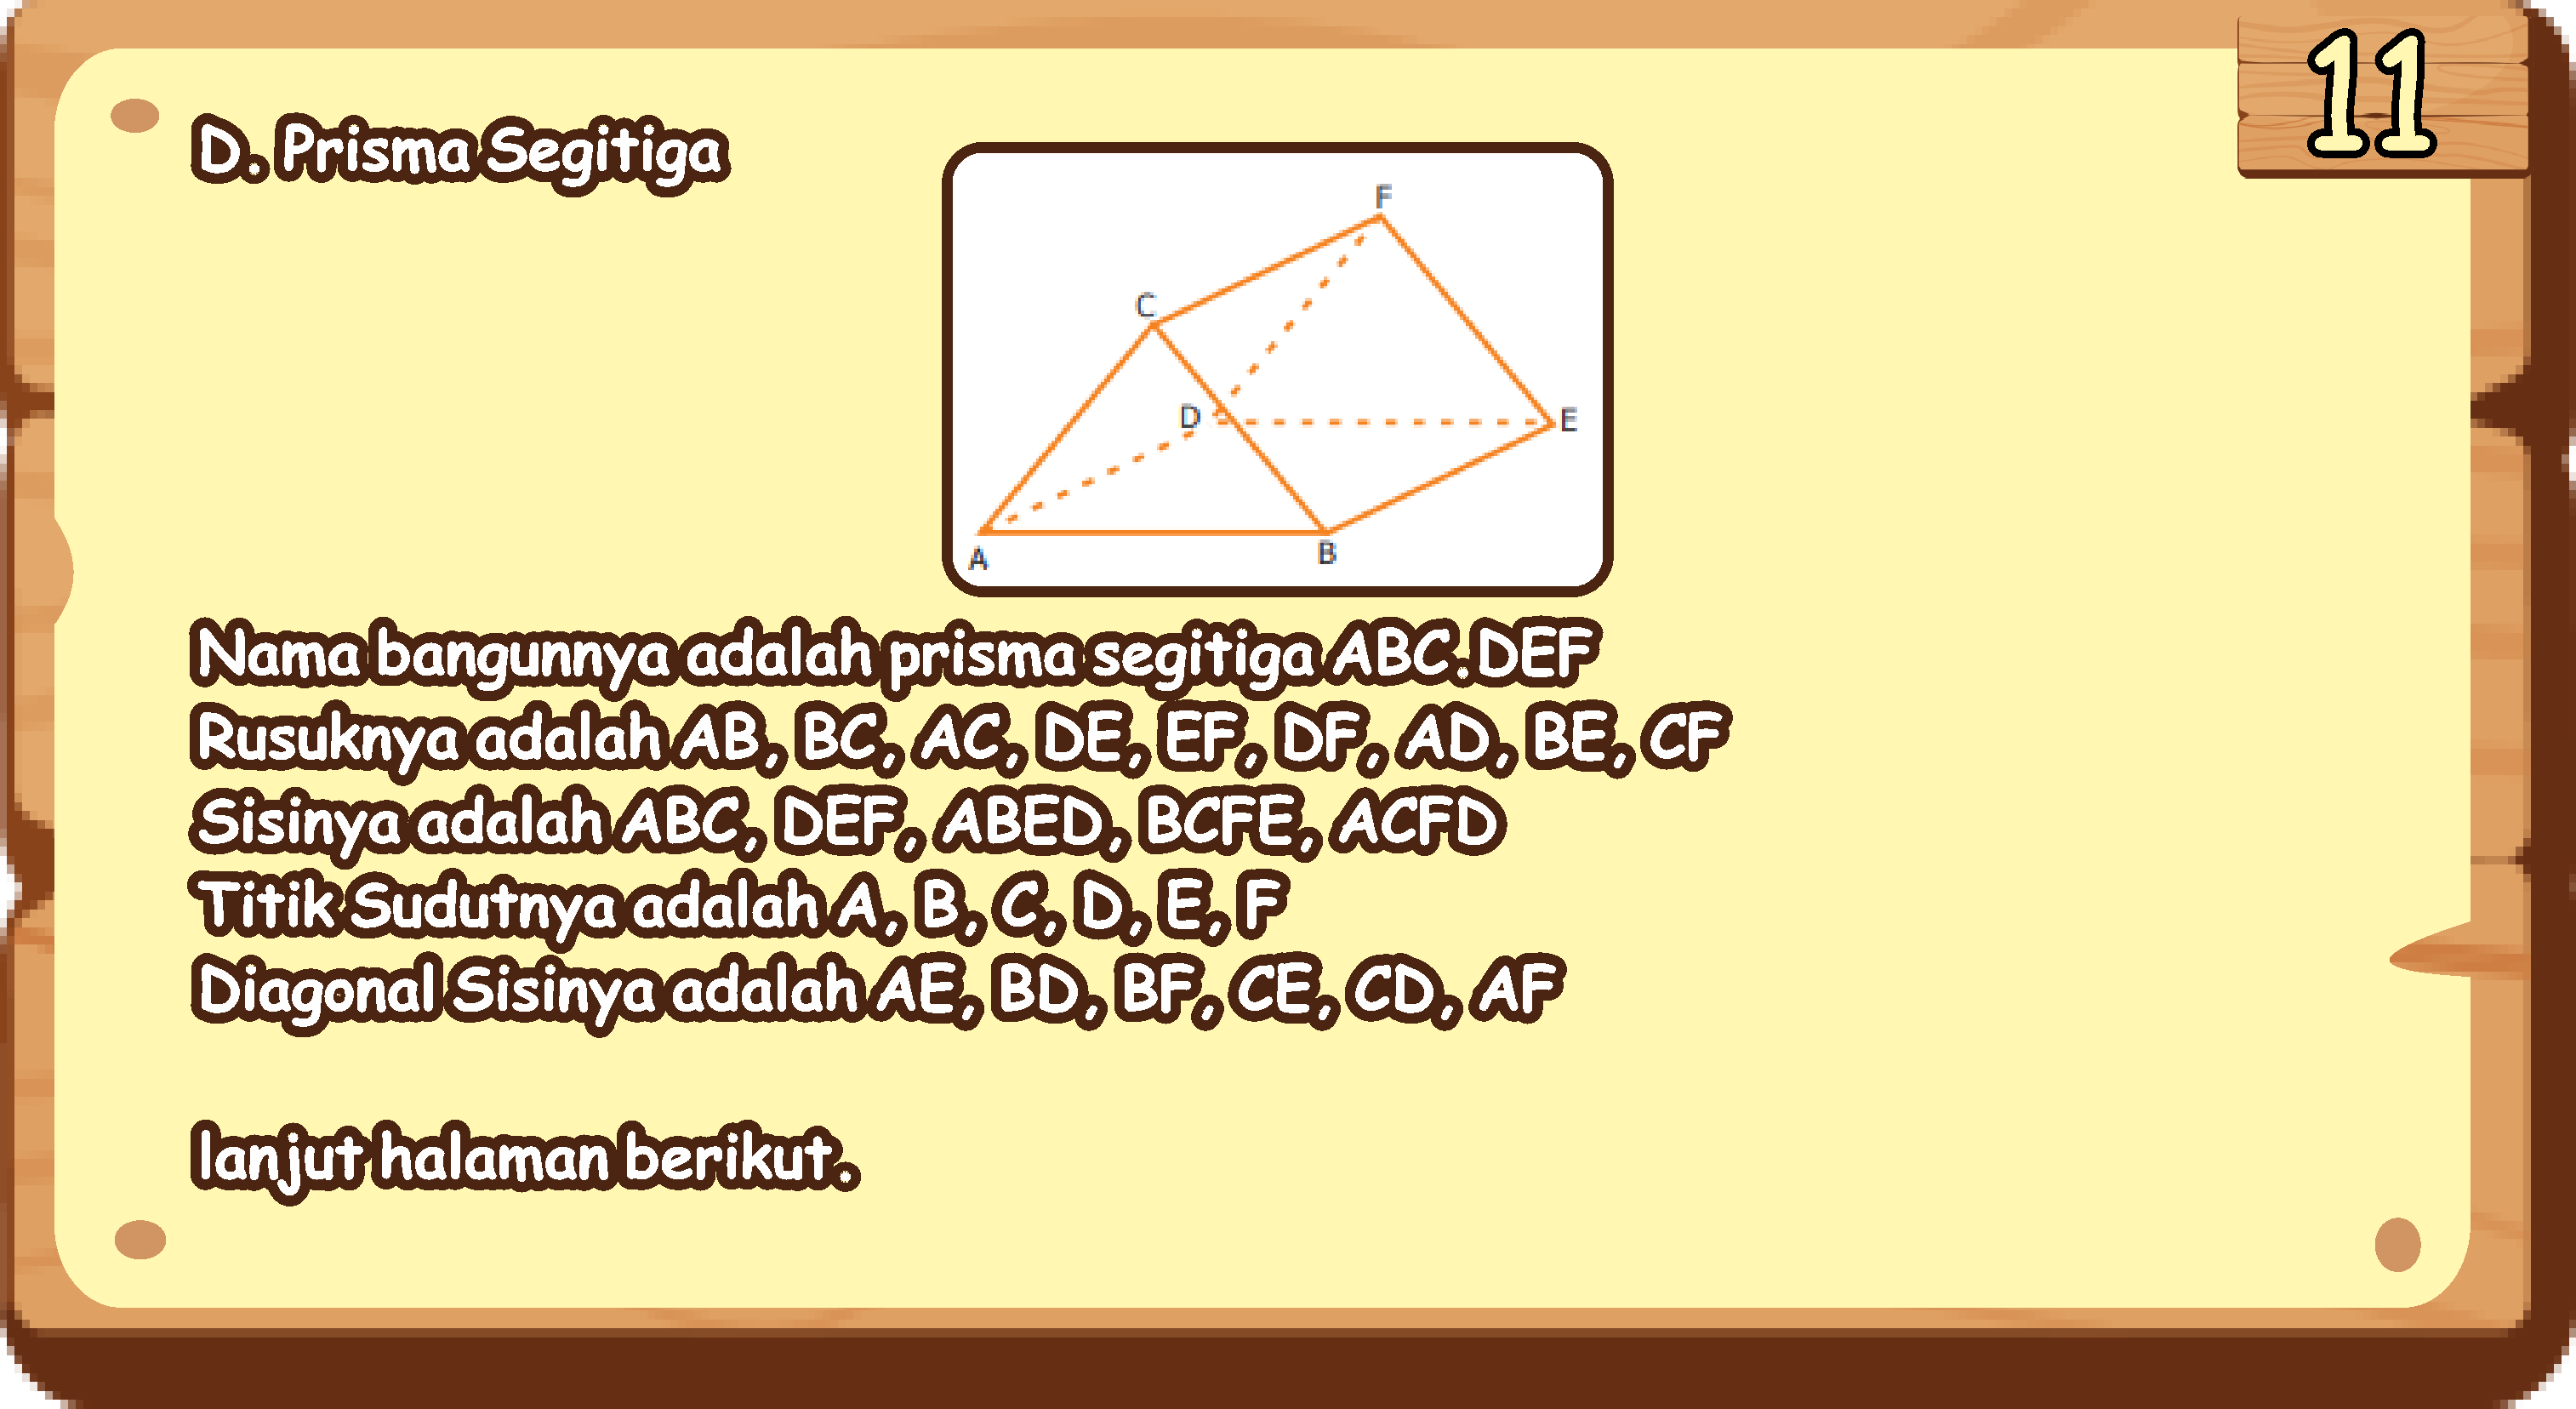 11
D. Prisma Segitiga
F
C
D
E
A
B
Nama bangunnya adalah prisma segitiga ABC.DEF
Rusuknya adalah AB, BC, AC, DE, EF, DF, AD, BE, CF
Sisinya adalah ABC, DEF, ABED, BCFE, ACFD
Titik Sudutnya adalah A, B, C, D, E, F
Diagonal Sisinya adalah AE, BD, BF, CE, CD, AF
lanjut halaman berikut.